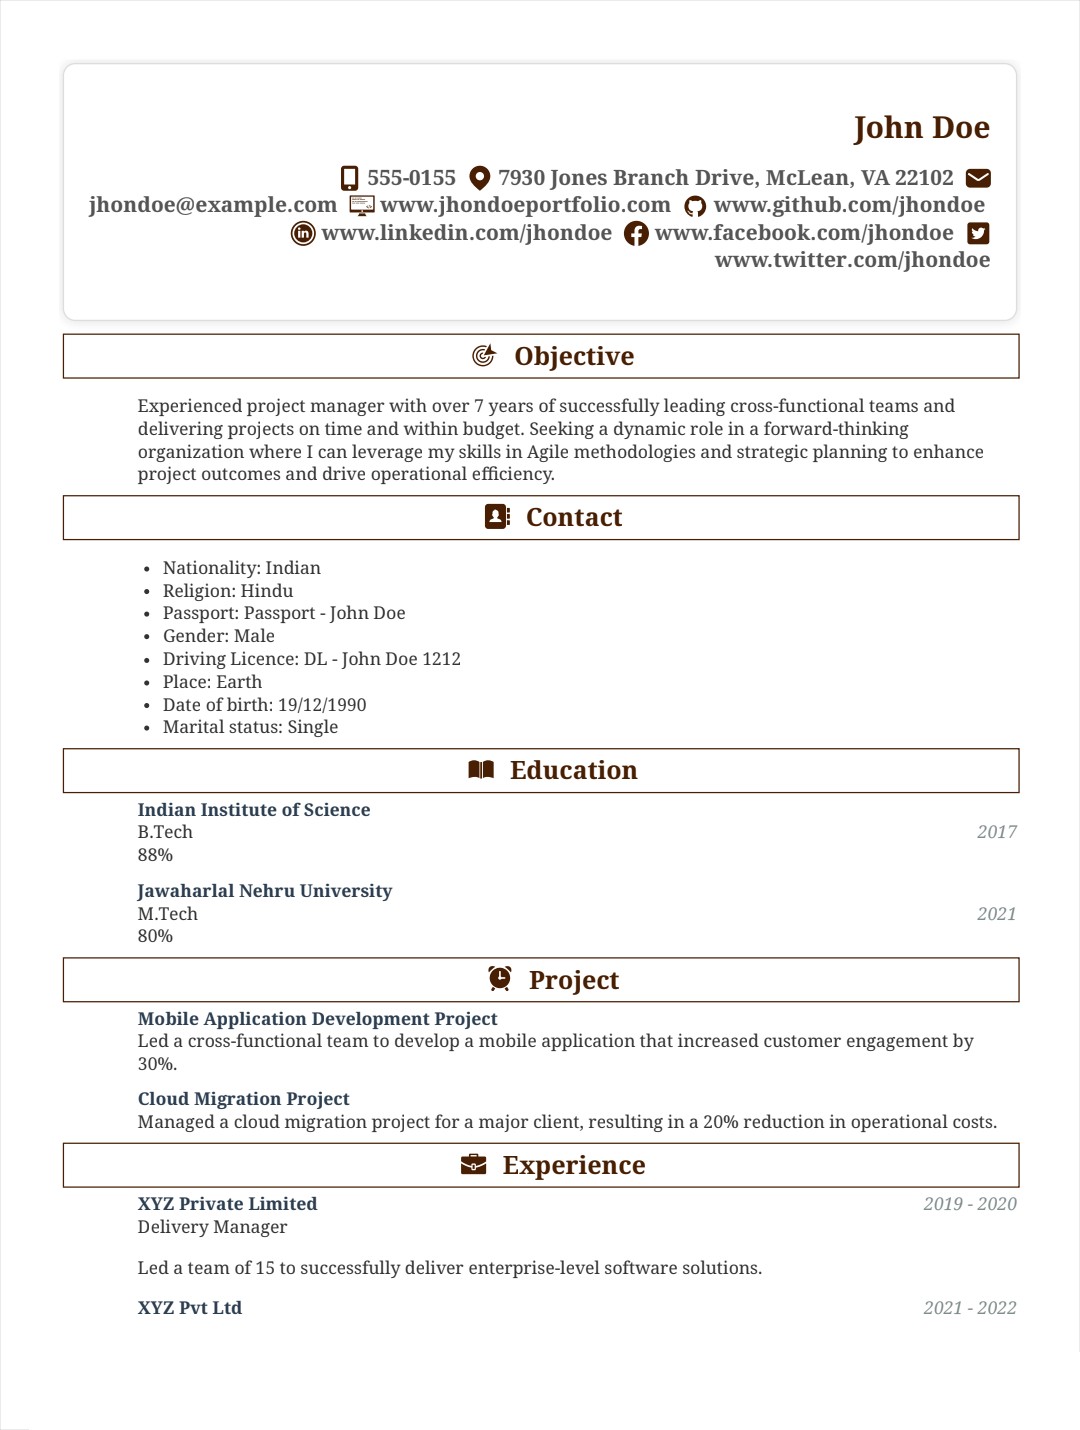 John Doe
555-0155 7930 Jones Branch Drive, McLean, VA 22102
jhondoe@example.com www.jhondoeportfolio.com www.github.com/jhondoe
www.linkedin.com/jhondoe www.facebook.com/jhondoe
www.twitter.com/jhondoe
Objective
Experienced project manager with over 7 years of successfully leading cross-functional teams and
delivering projects on time and within budget. Seeking a dynamic role in a forward-thinking
organization where I can leverage my skills in Agile methodologies and strategic planning to enhance
project outcomes and drive operational efficiency.
Contact
• Nationality: Indian
• Religion: Hindu
• Passport: Passport - John Doe
• Gender: Male
• Driving Licence: DL - John Doe 1212
• Place: Earth
• Date of birth: 19/12/1990
• Marital status: Single
Education
Indian Institute of Science
B.Tech 2017
88%
Jawaharlal Nehru University
M.Tech 2021
80%
Project
Mobile Application Development Project
Led a cross-functional team to develop a mobile application that increased customer engagement by
30%.
Cloud Migration Project
Managed a cloud migration project for a major client, resulting in a 20% reduction in operational costs.
Experience
XYZ Private Limited 2019 - 2020
Delivery Manager
Led a team of 15 to successfully deliver enterprise-level software solutions.
XYZ Pvt Ltd 2021 - 2022